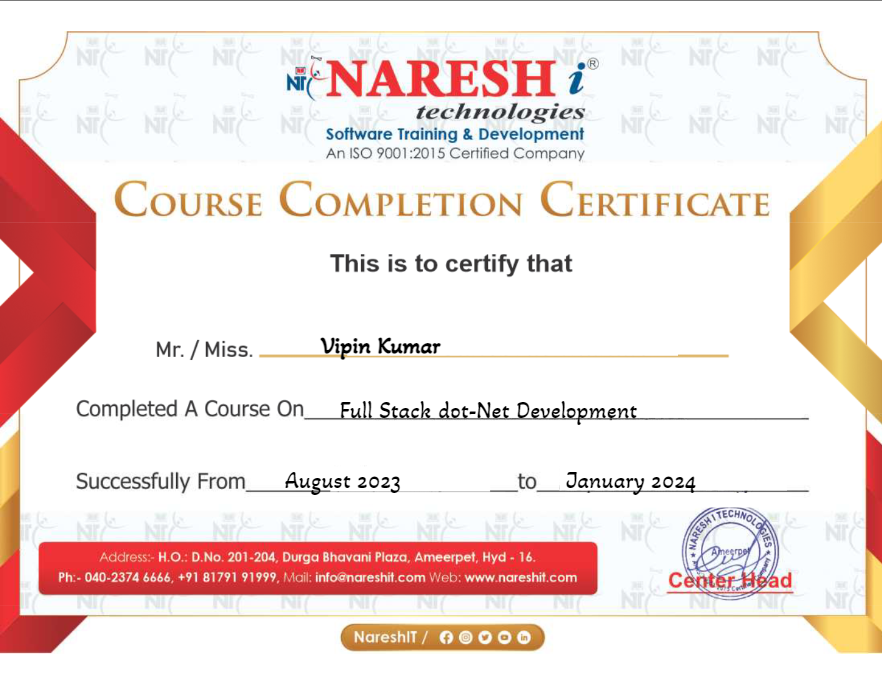 NARESH i ®
technologies
Software Training & Development
An ISO 9001:2015 Certified Company
COURSE COMPLETION CERTIFICATE
This is to certify that
Mr. / Miss. Vipin Kumar
Completed A Course On Full Stack dot-Net Development
Successfully From August 2023 to January 2024
NARESH I TECHNOLOGIES
Ameerpet
Center Head
Address:- H.O.: D.No. 201-204, Durga Bhavani Plaza, Ameerpet, Hyd - 16.
Ph:- 040-2374 6666, +91 81791 91999, Mail: info@nareshit.com Web: www.nareshit.com
NareshIT /